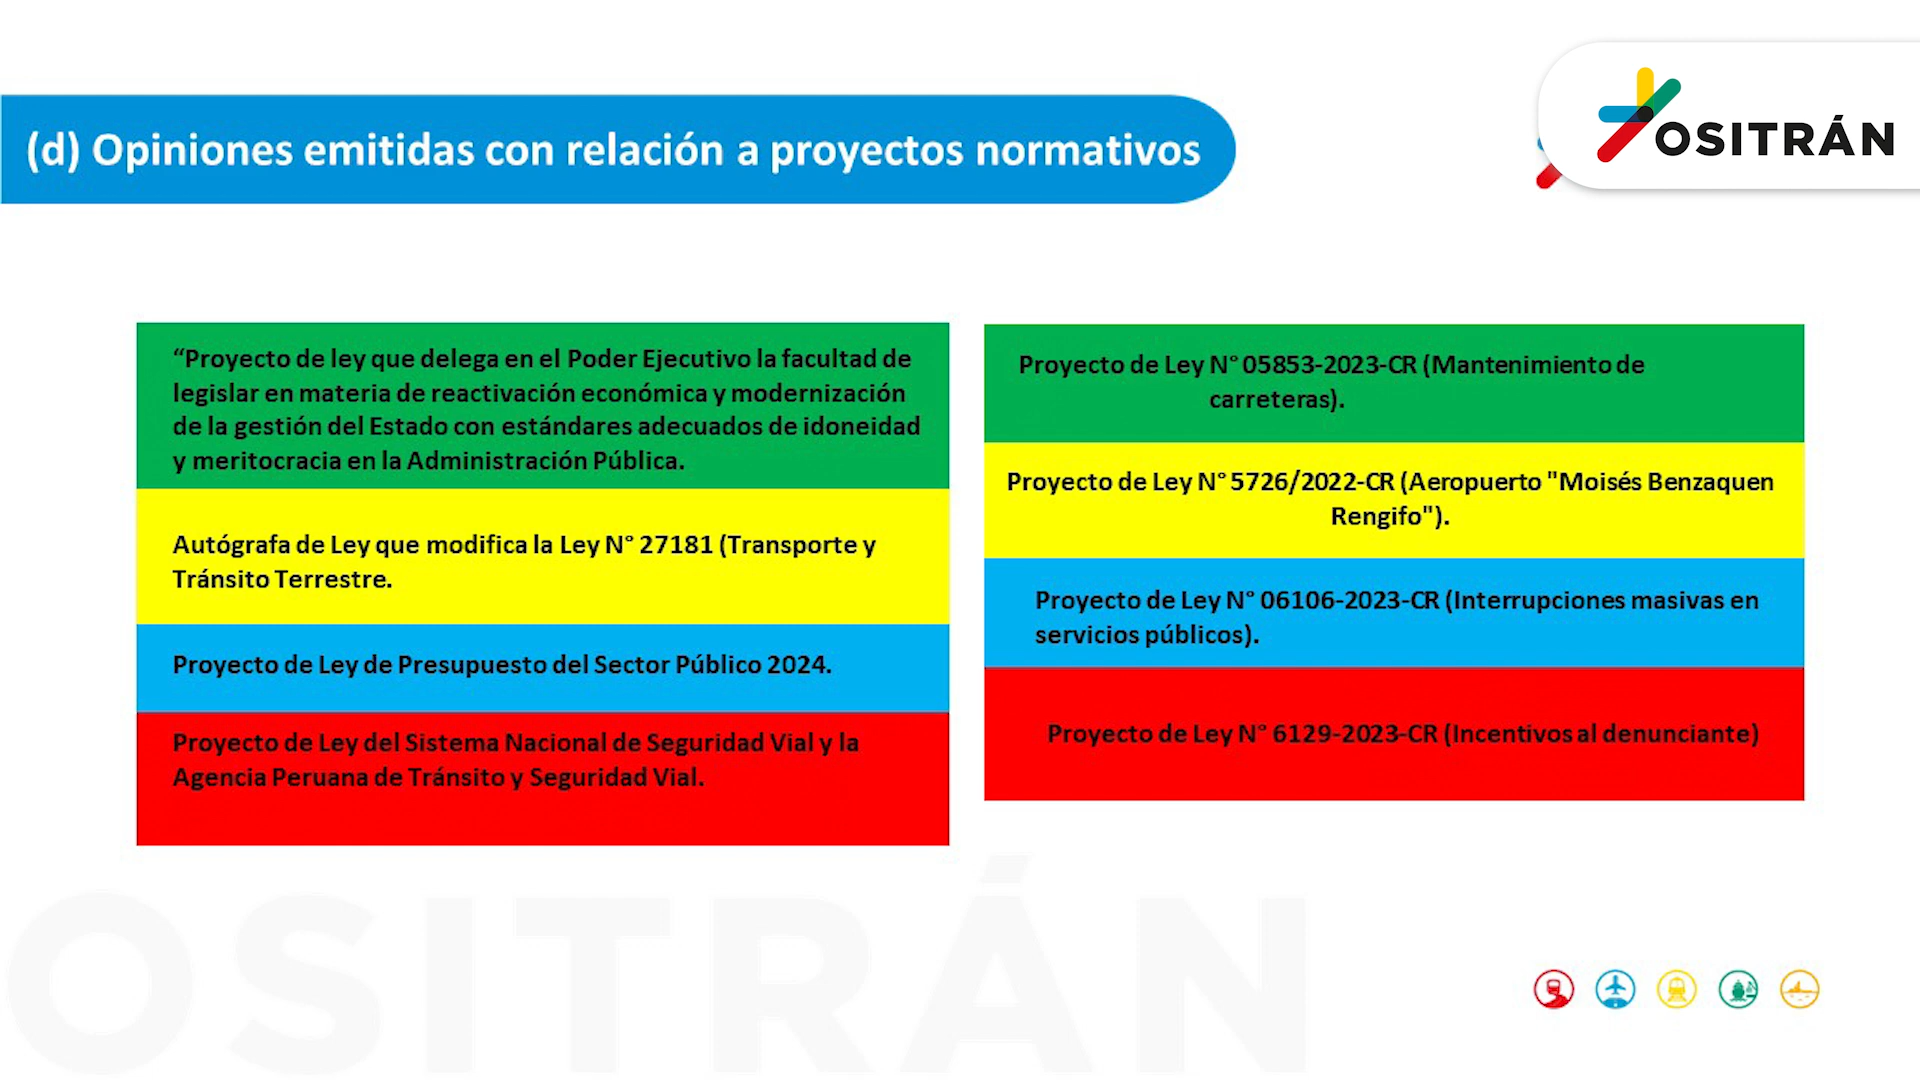 (d) Opiniones emitidas con relación a proyectos normativos
OSITRÁN
“Proyecto de ley que delega en el Poder Ejecutivo la facultad de
legislar en materia de reactivación económica y modernización
de la gestión del Estado con estándares adecuados de idoneidad
y meritocracia en la Administración Pública.
Autógrafa de Ley que modifica la Ley N° 27181 (Transporte y
Tránsito Terrestre.
Proyecto de Ley de Presupuesto del Sector Público 2024.
Proyecto de Ley del Sistema Nacional de Seguridad Vial y la
Agencia Peruana de Tránsito y Seguridad Vial.
Proyecto de Ley N° 05853-2023-CR (Mantenimiento de
carreteras).
Proyecto de Ley N° 5726/2022-CR (Aeropuerto "Moisés Benzaquen
Rengifo").
Proyecto de Ley N° 06106-2023-CR (Interrupciones masivas en
servicios públicos).
Proyecto de Ley N° 6129-2023-CR (Incentivos al denunciante)
OSITRÁN